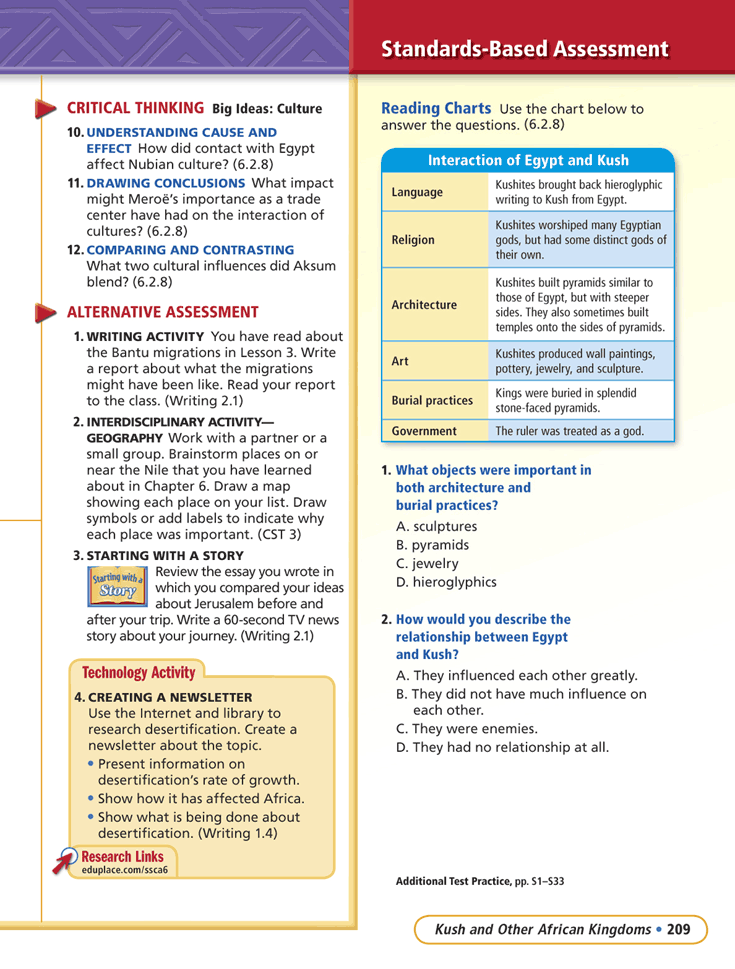 Standards-Based Assessment
CRITICAL THINKING Big Ideas: Culture
10. UNDERSTANDING CAUSE AND
EFFECT How did contact with Egypt
affect Nubian culture? (6.2.8)
11. DRAWING CONCLUSIONS What impact
might Meroë's importance as a trade
center have had on the interaction of
cultures? (6.2.8)
12. COMPARING AND CONTRASTING
What two cultural influences did Aksum
blend? (6.2.8)
ALTERNATIVE ASSESSMENT
1. WRITING ACTIVITY You have read about
the Bantu migrations in Lesson 3. Write
a report about what the migrations
might have been like. Read your report
to the class. (Writing 2.1)
2. INTERDISCIPLINARY ACTIVITY—
GEOGRAPHY Work with a partner or a
small group. Brainstorm places on or
near the Nile that you have learned
about in Chapter 6. Draw a map
showing each place on your list. Draw
symbols or add labels to indicate why
each place was important. (CST 3)
3. STARTING WITH A STORY
Starting with a
Story
Review the essay you wrote in
which you compared your ideas
about Jerusalem before and
after your trip. Write a 60-second TV news
story about your journey. (Writing 2.1)
Technology Activity
4. CREATING A NEWSLETTER
Use the Internet and library to
research desertification. Create a
newsletter about the topic.
• Present information on
desertification's rate of growth.
• Show how it has affected Africa.
• Show what is being done about
desertification. (Writing 1.4)
Research Links
eduplace.com/ssca6
Reading Charts Use the chart below to
answer the questions. (6.2.8)
Interaction of Egypt and Kush
Language
Kushites brought back hieroglyphic
writing to Kush from Egypt.
Religion
Kushites worshiped many Egyptian
gods, but had some distinct gods of
their own.
Architecture
Kushites built pyramids similar to
those of Egypt, but with steeper
sides. They also sometimes built
temples onto the sides of pyramids.
Art
Kushites produced wall paintings,
pottery, jewelry, and sculpture.
Burial practices
Kings were buried in splendid
stone-faced pyramids.
Government
The ruler was treated as a god.
1. What objects were important in
both architecture and
burial practices?
A. sculptures
B. pyramids
C. jewelry
D. hieroglyphics
2. How would you describe the
relationship between Egypt
and Kush?
A. They influenced each other greatly.
B. They did not have much influence on
each other.
C. They were enemies.
D. They had no relationship at all.
Additional Test Practice, pp. S1–S33
Kush and Other African Kingdoms • 209